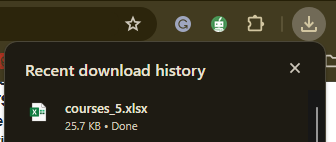 Recent download history
courses_5.xlsx
25.7 KB • Done